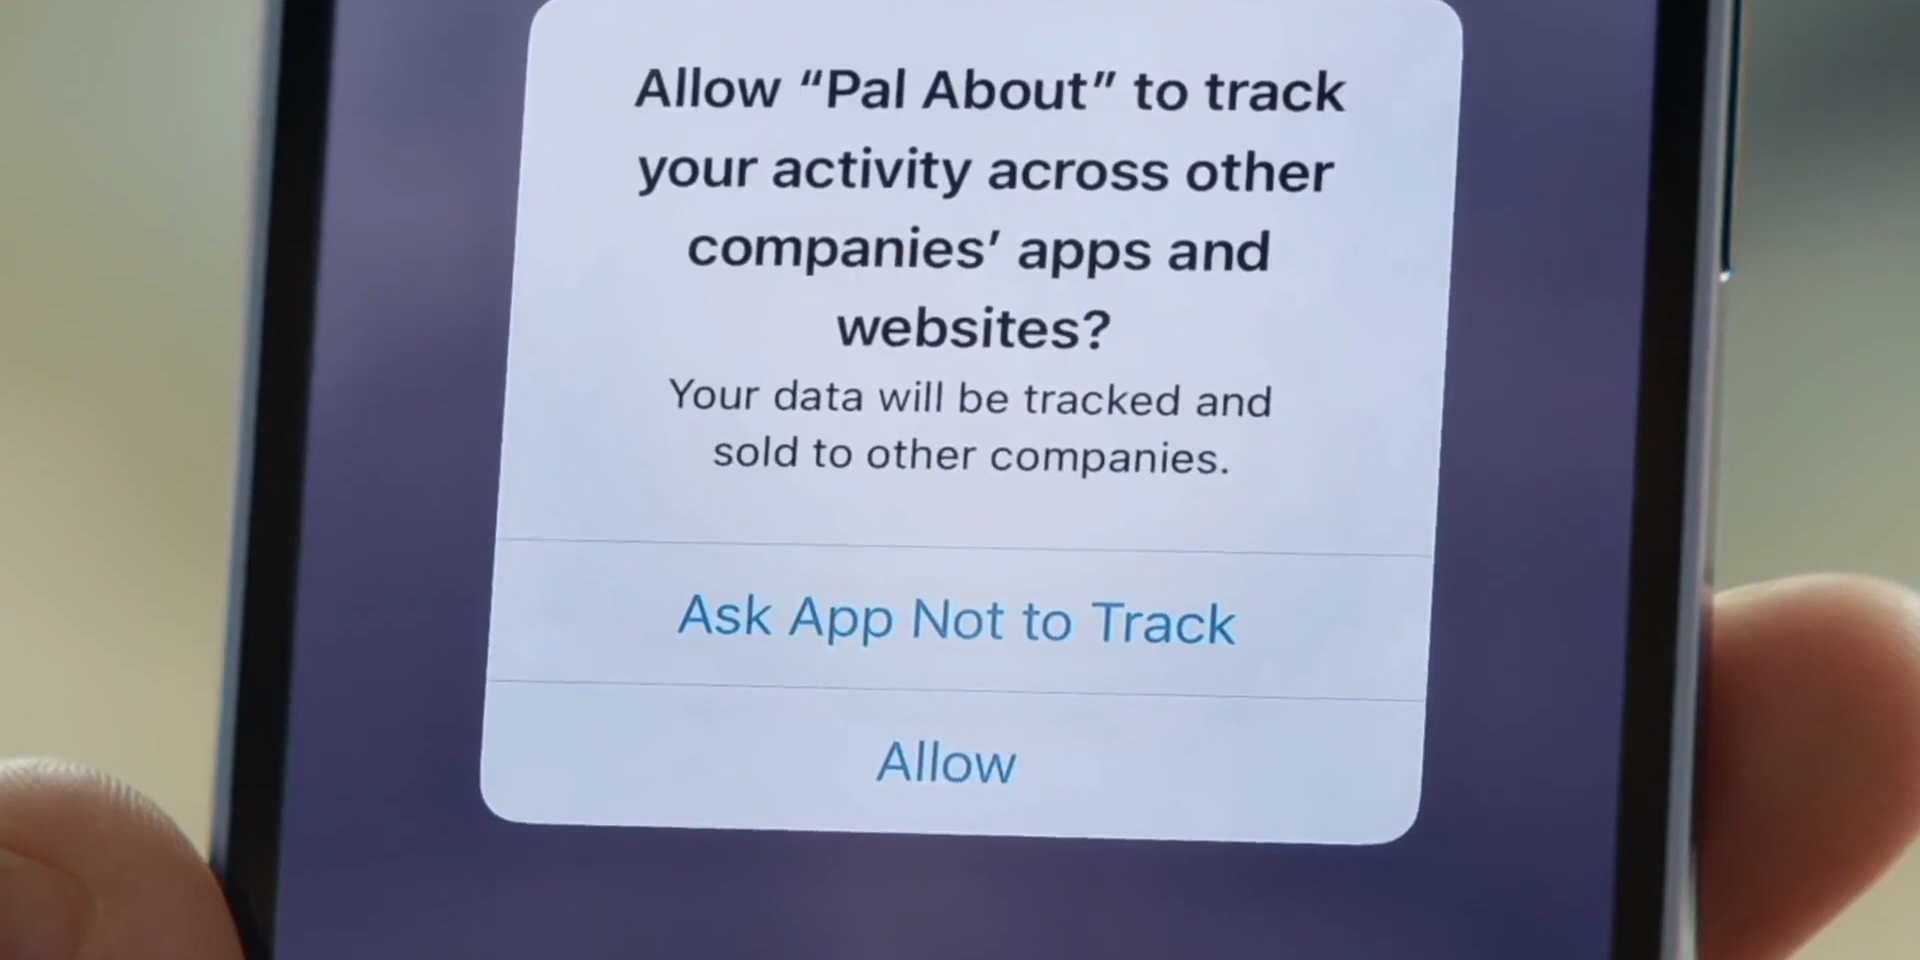 Allow “Pal About” to track
your activity across other
companies’ apps and
websites?
Your data will be tracked and
sold to other companies.
Ask App Not to Track
Allow